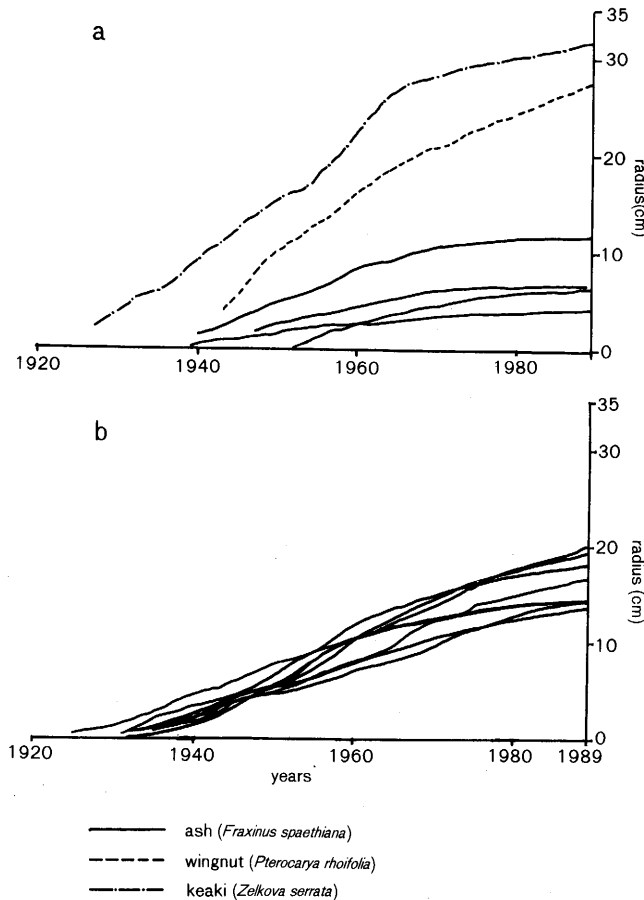 a
35
30
20
10
0
radius(cm)
1920 1940 1960 1980
b
35
30
20
10
0
radius (cm)
1920 1940 1960 1980 1989
years
ash (Fraxinus spaethiana)
wingnut (Pterocarya rhoifolia)
keaki (Zelkova serrata)